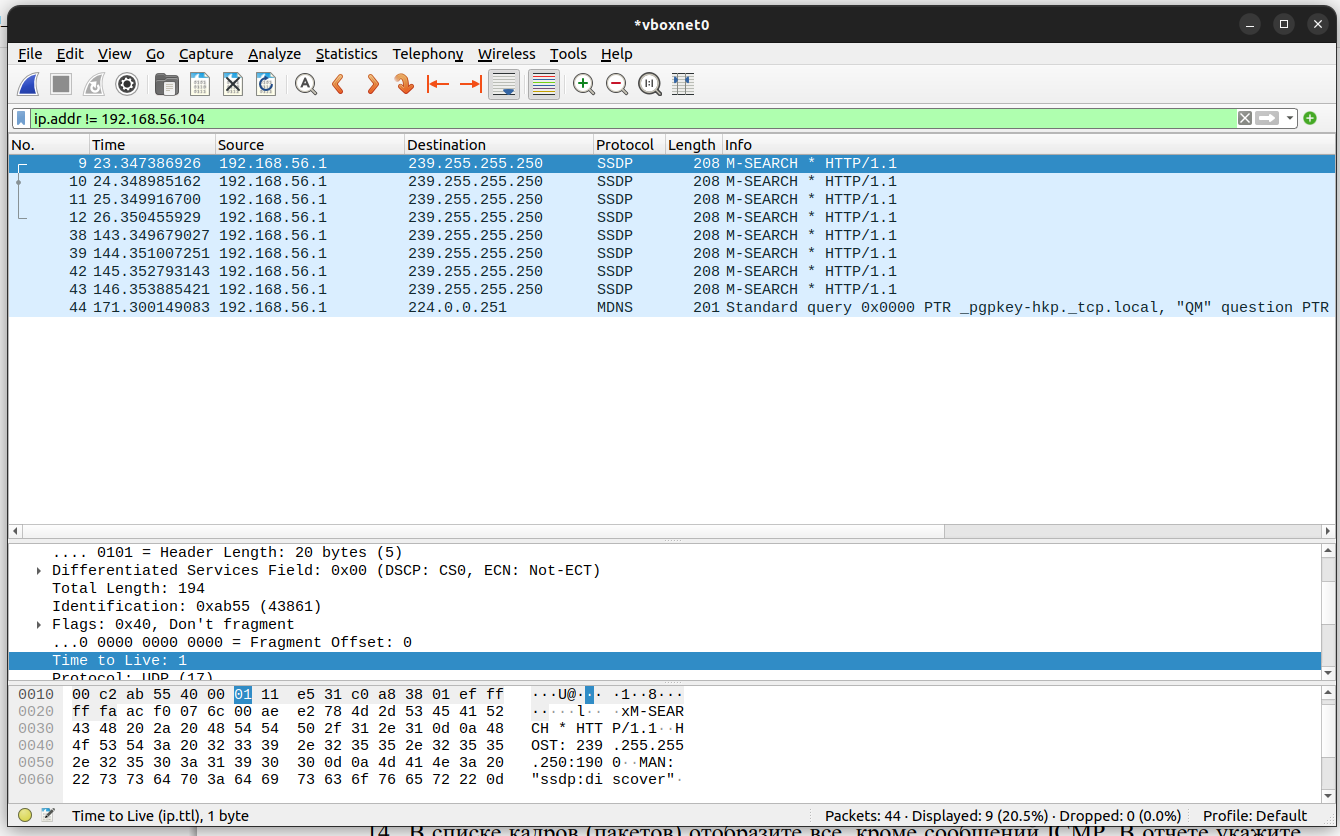 *vboxnet0
File Edit View Go Capture Analyze Statistics Telephony Wireless Tools Help
ip.addr != 192.168.56.104
No. Time Source Destination Protocol Length Info
9 23.347386926 192.168.56.1 239.255.255.250 SSDP 208 M-SEARCH * HTTP/1.1
10 24.348985162 192.168.56.1 239.255.255.250 SSDP 208 M-SEARCH * HTTP/1.1
11 25.349916700 192.168.56.1 239.255.255.250 SSDP 208 M-SEARCH * HTTP/1.1
12 26.350455929 192.168.56.1 239.255.255.250 SSDP 208 M-SEARCH * HTTP/1.1
38 143.349679027 192.168.56.1 239.255.255.250 SSDP 208 M-SEARCH * HTTP/1.1
39 144.351007251 192.168.56.1 239.255.255.250 SSDP 208 M-SEARCH * HTTP/1.1
42 145.352793143 192.168.56.1 239.255.255.250 SSDP 208 M-SEARCH * HTTP/1.1
43 146.353885421 192.168.56.1 239.255.255.250 SSDP 208 M-SEARCH * HTTP/1.1
44 171.300149083 192.168.56.1 224.0.0.251 MDNS 201 Standard query 0x0000 PTR _pgpkey-hkp._tcp.local, "QM" question PTR
.... 0101 = Header Length: 20 bytes (5)
Differentiated Services Field: 0x00 (DSCP: CS0, ECN: Not-ECT)
Total Length: 194
Identification: 0xab55 (43861)
Flags: 0x40, Don't fragment
...0 0000 0000 0000 = Fragment Offset: 0
Time to Live: 1
Protocol: UDP (17)
0010 00 c2 ab 55 40 00 01 11 e5 31 c0 a8 38 01 ef ff ···U@··· ·1··8···
0020 ff fa ac f0 07 6c 00 ae e2 78 4d 2d 53 45 41 52 ·····l·· ·xM-SEAR
0030 43 48 20 2a 20 48 54 54 50 2f 31 2e 31 0d 0a 48 CH * HTT P/1.1··H
0040 4f 53 54 3a 20 32 33 39 2e 32 35 35 2e 32 35 35 OST: 239 .255.255
0050 2e 32 35 30 3a 31 39 30 30 0d 0a 4d 41 4e 3a 20 .250:190 0··MAN:
0060 22 73 73 64 70 3a 64 69 73 63 6f 76 65 72 22 0d "ssdp:di scover"·
Time to Live (ip.ttl), 1 byte Packets: 44 · Displayed: 9 (20.5%) · Dropped: 0 (0.0%) Profile: Default
14. В списке кадров (пакетов) отобразите все, кроме сообщений ICMP. В отчете укажите